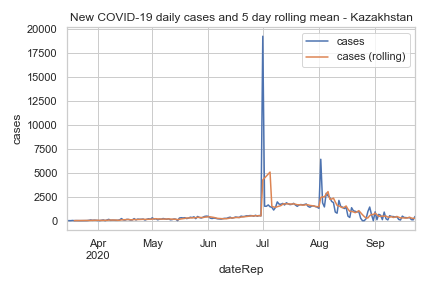 New COVID-19 daily cases and 5 day rolling mean - Kazakhstan
20000
17500
15000
12500
10000
7500
5000
2500
0
cases
cases
cases (rolling)
Apr
2020
May
Jun
Jul
Aug
Sep
dateRep